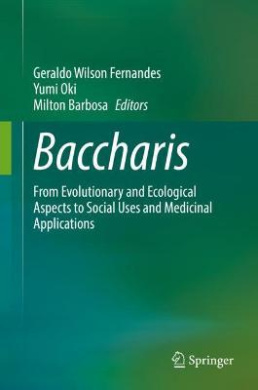 Geraldo Wilson Fernandes
Yumi Oki
Milton Barbosa Editors
Baccharis
From Evolutionary and Ecological
Aspects to Social Uses and Medicinal
Applications
Springer